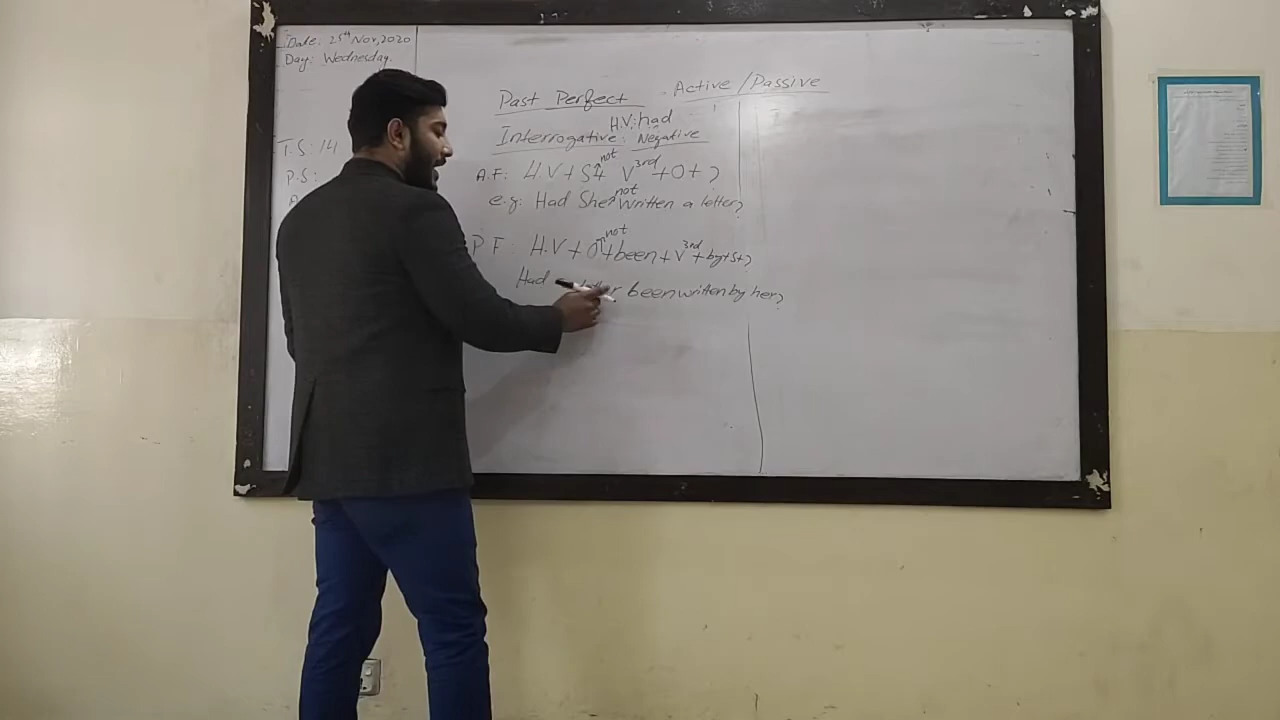 Date: 25th Nov, 2020
Day: Wednesday.
Active / Passive
Past Perfect
H.V: had
Interrogative: Negative
T.S: 14
P.S:
A.F: H.V + S + not V3rd + O + ?
e.g: Had She not written a letter?
P F: H.V + O + not been + V3rd + by + S + ?
Had been written by her?